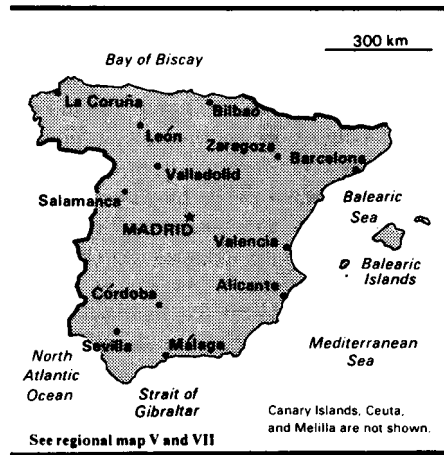 300 km
Bay of Biscay
La Coruña
Bilbao
León
Zaragoza
Barcelona
Valladolid
Salamanca
Balearic
Sea
MADRID
Valencia
Balearic
Islands
Alicante
Córdoba
Sevilla
Málaga
Mediterranean
Sea
North
Atlantic
Ocean
Strait of
Gibraltar
Canary Islands, Ceuta,
and Melilla are not shown.
See regional map V and VII